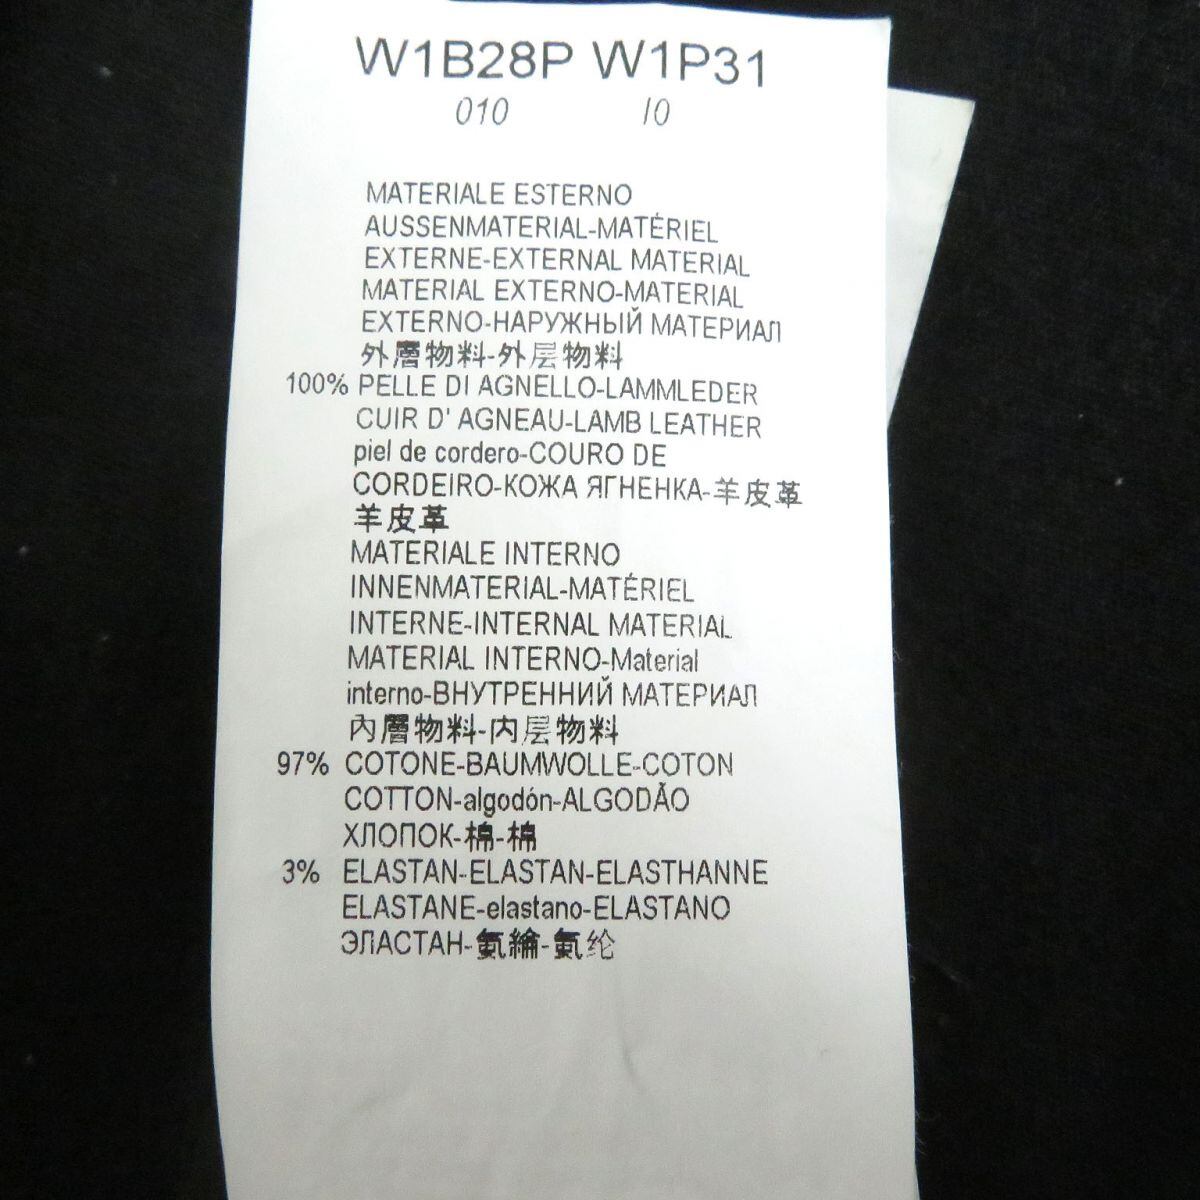 W1B28P W1P31
010 I0
MATERIALE ESTERNO
AUSSENMATERIAL-MATÉRIEL
EXTERNE-EXTERNAL MATERIAL
MATERIAL EXTERNO-MATERIAL
EXTERNO-НАРУЖНЫЙ МАТЕРИАЛ
外層物料-外层物料
100% PELLE DI AGNELLO-LAMMLEDER
CUIR D' AGNEAU-LAMB LEATHER
piel de cordero-COURO DE
CORDEIRO-КОЖА ЯГНЕНКА-羊皮革
羊皮革
MATERIALE INTERNO
INNENMATERIAL-MATÉRIEL
INTERNE-INTERNAL MATERIAL
MATERIAL INTERNO-Material
interno-ВНУТРЕННИЙ МАТЕРИАЛ
內層物料-内层物料
97% COTONE-BAUMWOLLE-COTON
COTTON-algodón-ALGODÃO
ХЛОПОК-棉-棉
3% ELASTAN-ELASTAN-ELASTHANNE
ELASTANE-elastano-ELASTANO
ЭЛАСТАН-氨綸-氨纶